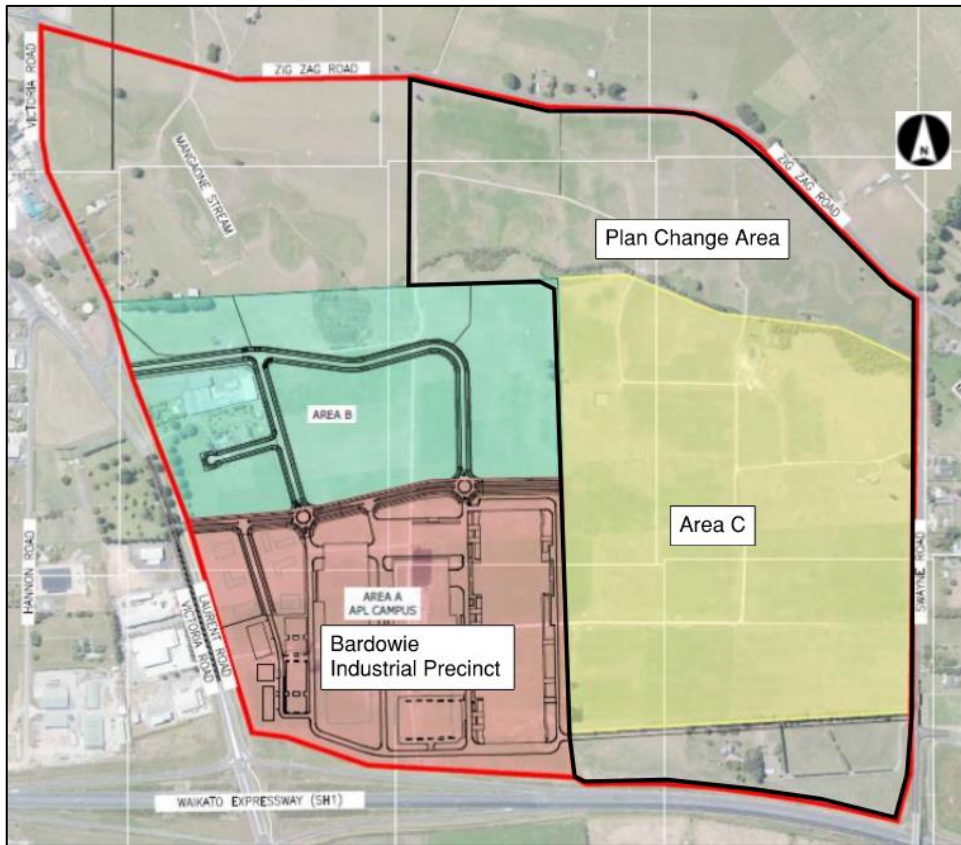 VICTORIA ROAD
ZIG ZAG ROAD
MANGAONE STREAM
N
ZIG ZAG ROAD
Plan Change Area
AREA B
Area C
HANNON ROAD
SWAYNE ROAD
AREA A
APL CAMPUS
LAURENT ROAD
VICTORIA ROAD
Bardowie
Industrial Precinct
WAIKATO EXPRESSWAY (SH1)